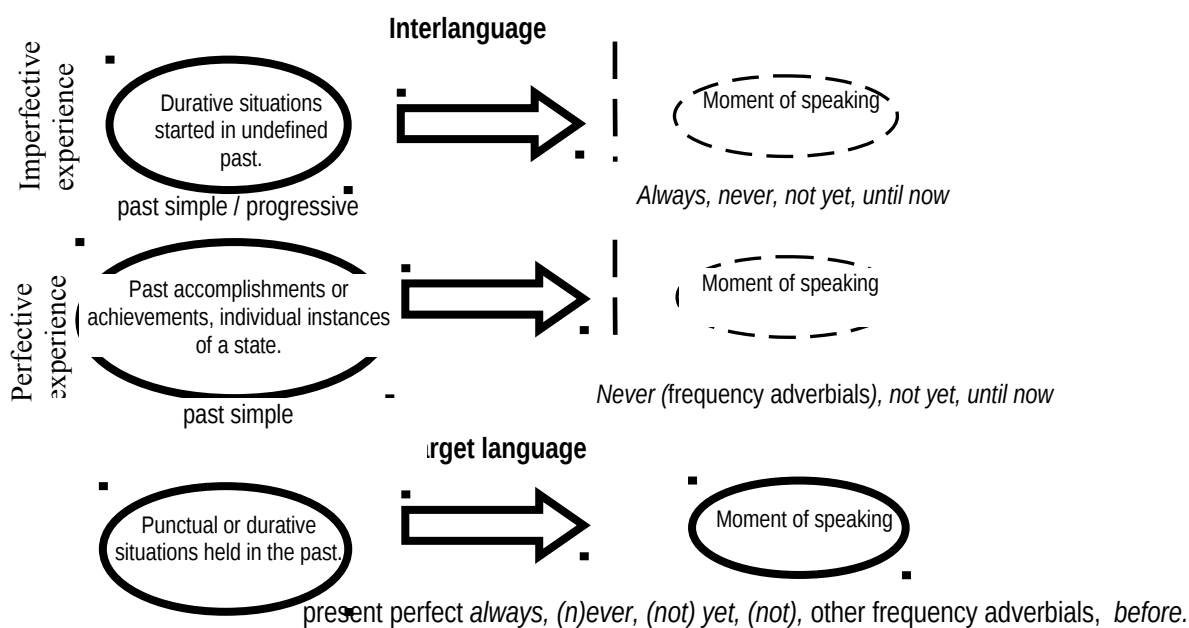 Interlanguage
Imperfective
experience
Durative situations
started in undefined
past.
Moment of speaking
Always, never, not yet, until now
past simple / progressive
Perfective
experience
Past accomplishments or
achievements, individual instances
of a state.
Moment of speaking
Never (frequency adverbials), not yet, until now
past simple
arget language
Punctual or durative
situations held in the past.
Moment of speaking
present perfect always, (n)ever, (not) yet, (not), other frequency adverbials, before.